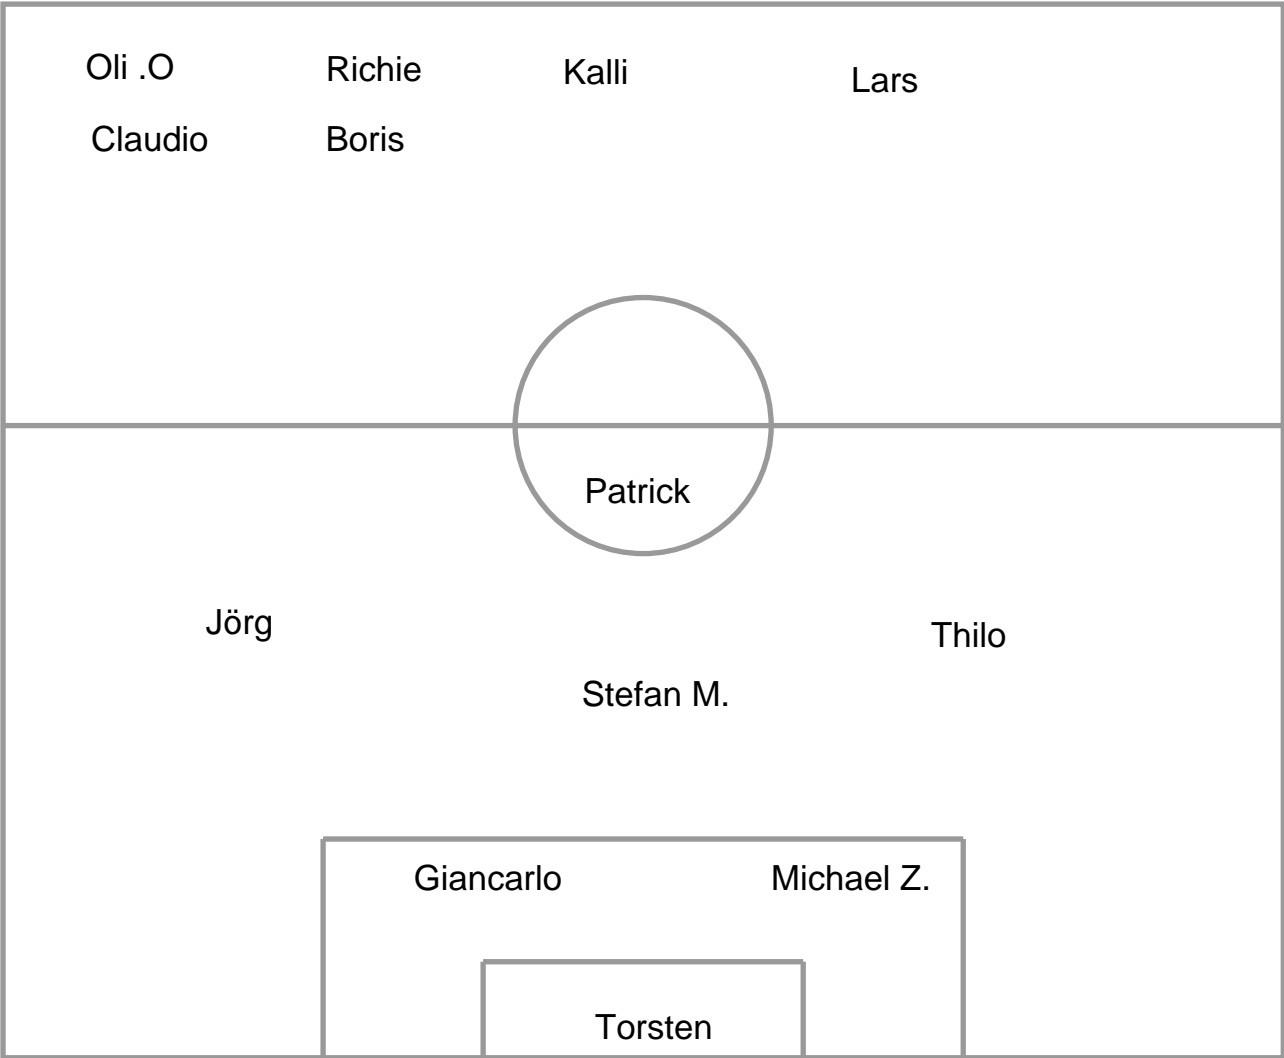 Oli .O Richie Kalli Lars
Claudio Boris
Patrick
Jörg Thilo
Stefan M.
Giancarlo Michael Z.
Torsten